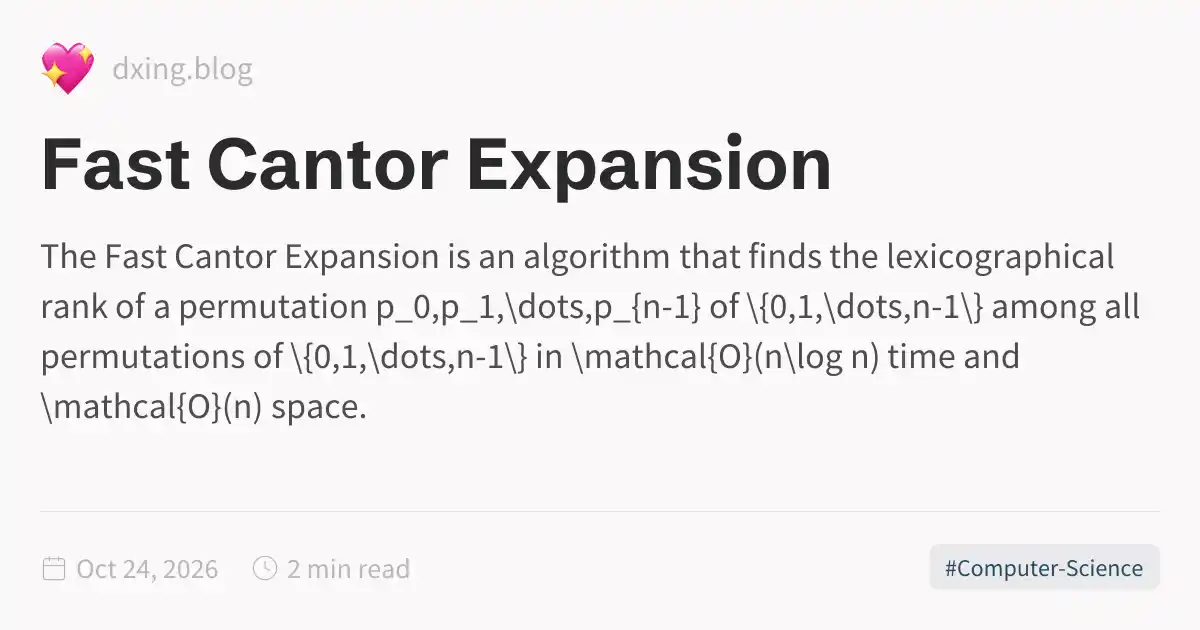 dxing.blog
Fast Cantor Expansion
The Fast Cantor Expansion is an algorithm that finds the lexicographical
rank of a permutation p_0,p_1,\dots,p_{n-1} of \{0,1,\dots,n-1\} among all
permutations of \{0,1,\dots,n-1\} in \mathcal{O}(n\log n) time and
\mathcal{O}(n) space.
Oct 24, 2026 2 min read #Computer-Science